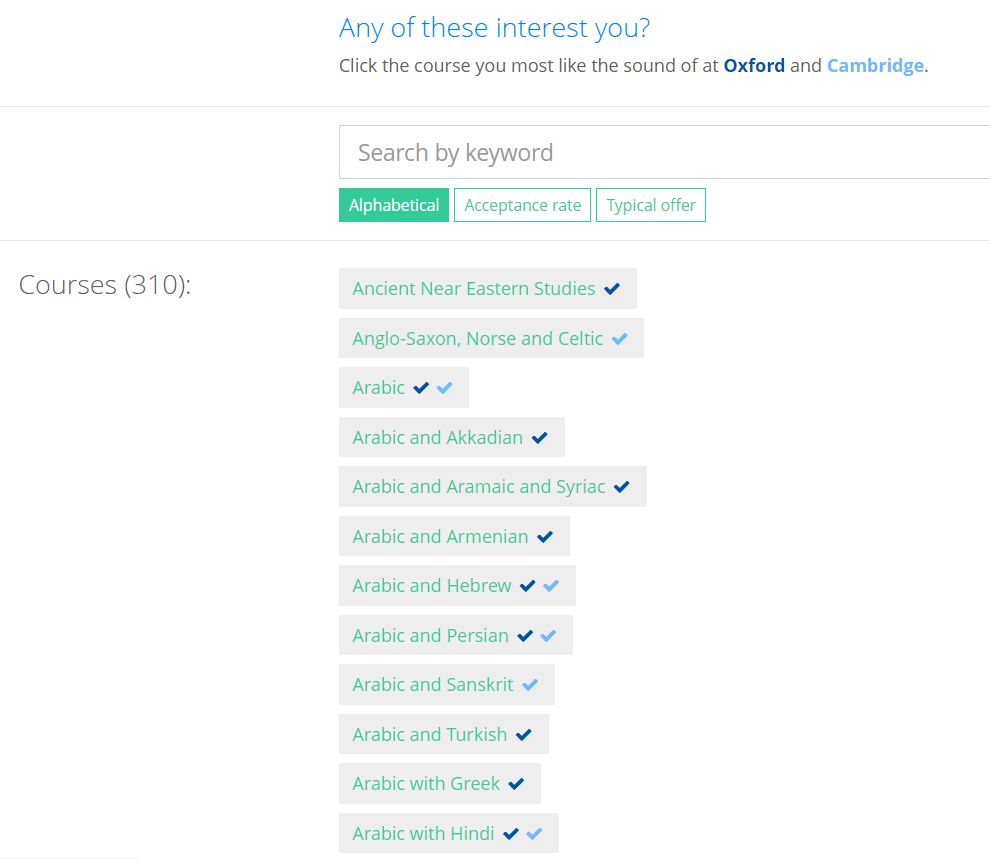 Any of these interest you?
Click the course you most like the sound of at Oxford and Cambridge.
Search by keyword
Alphabetical Acceptance rate Typical offer
Courses (310):
Ancient Near Eastern Studies
Anglo-Saxon, Norse and Celtic
Arabic
Arabic and Akkadian
Arabic and Aramaic and Syriac
Arabic and Armenian
Arabic and Hebrew
Arabic and Persian
Arabic and Sanskrit
Arabic and Turkish
Arabic with Greek
Arabic with Hindi